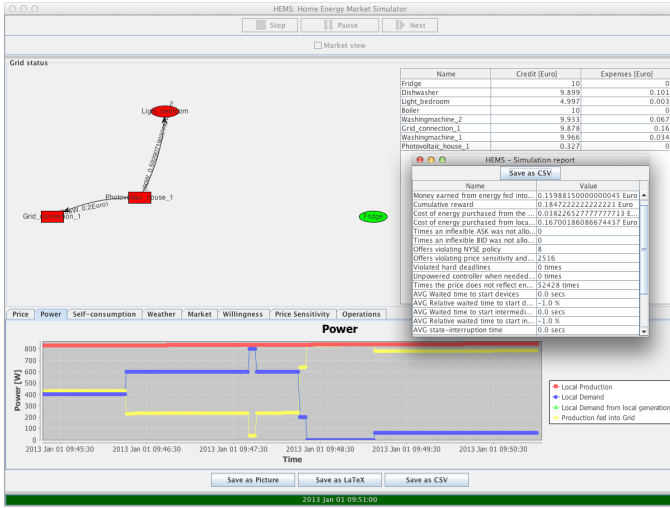 HEMS: Home Energy Market Simulator
Stop Pause Next
Market view
Grid status
Name Credit [Euro] Expenses [Euro]
Fridge 10 0
Dishwasher 9.899 0.101
Light_bedroom 4.997 0.003
Boiler 10 0
Washingmachine_2 9.933 0.067
Grid_connection_1 9.878 0.16
Washingmachine_1 9.966 0.034
Photovoltaic_house_1 0.327 0
Photovoltaic_house_1
Fridge
HEMS – Simulation report
Save as CSV
Name Value
Money earned from energy fed into... 0.15988150000000045 Euro
Cumulative reward 0.1847222222222221 Euro
Cost of energy purchased from the ... 0.038226527777777713 E...
Cost of energy purchased from loca... 0.16700186086674437 Euro
Times an inflexible ASK was not allo... 0
Times an inflexible BID was not allo... 0
Offers violating NYSE policy 8
Offers violating price sensitivity and... 2516
Violated hard deadlines 0 times
Unpowered controller when needed... 0 times
Times the price does not reflect en... 52428 times
AVG Waited time to start devices 0.0 secs
AVG Relative waited time to start d... −1.0 %
AVG Waited time to start intermedi... 0.0 secs
AVG Relative waited time to start in... −1.0 %
AVG state-interruption time 0.0 secs
Price Power Self-consumption Weather Market Willingness Price Sensitivity Operations
Power
Power [W]
800
700
600
500
400
300
200
100
0
2013 Jan 01 09:45:30 2013 Jan 01 09:46:30 2013 Jan 01 09:47:30 2013 Jan 01 09:48:30 2013 Jan 01 09:49:30 2013 Jan 01 09:50:30
Time
Local Production
Local Demand
Local Demand from local generation
Production fed into Grid
Save as Picture Save as LaTeX Save as CSV
2013 Jan 01 09:51:00